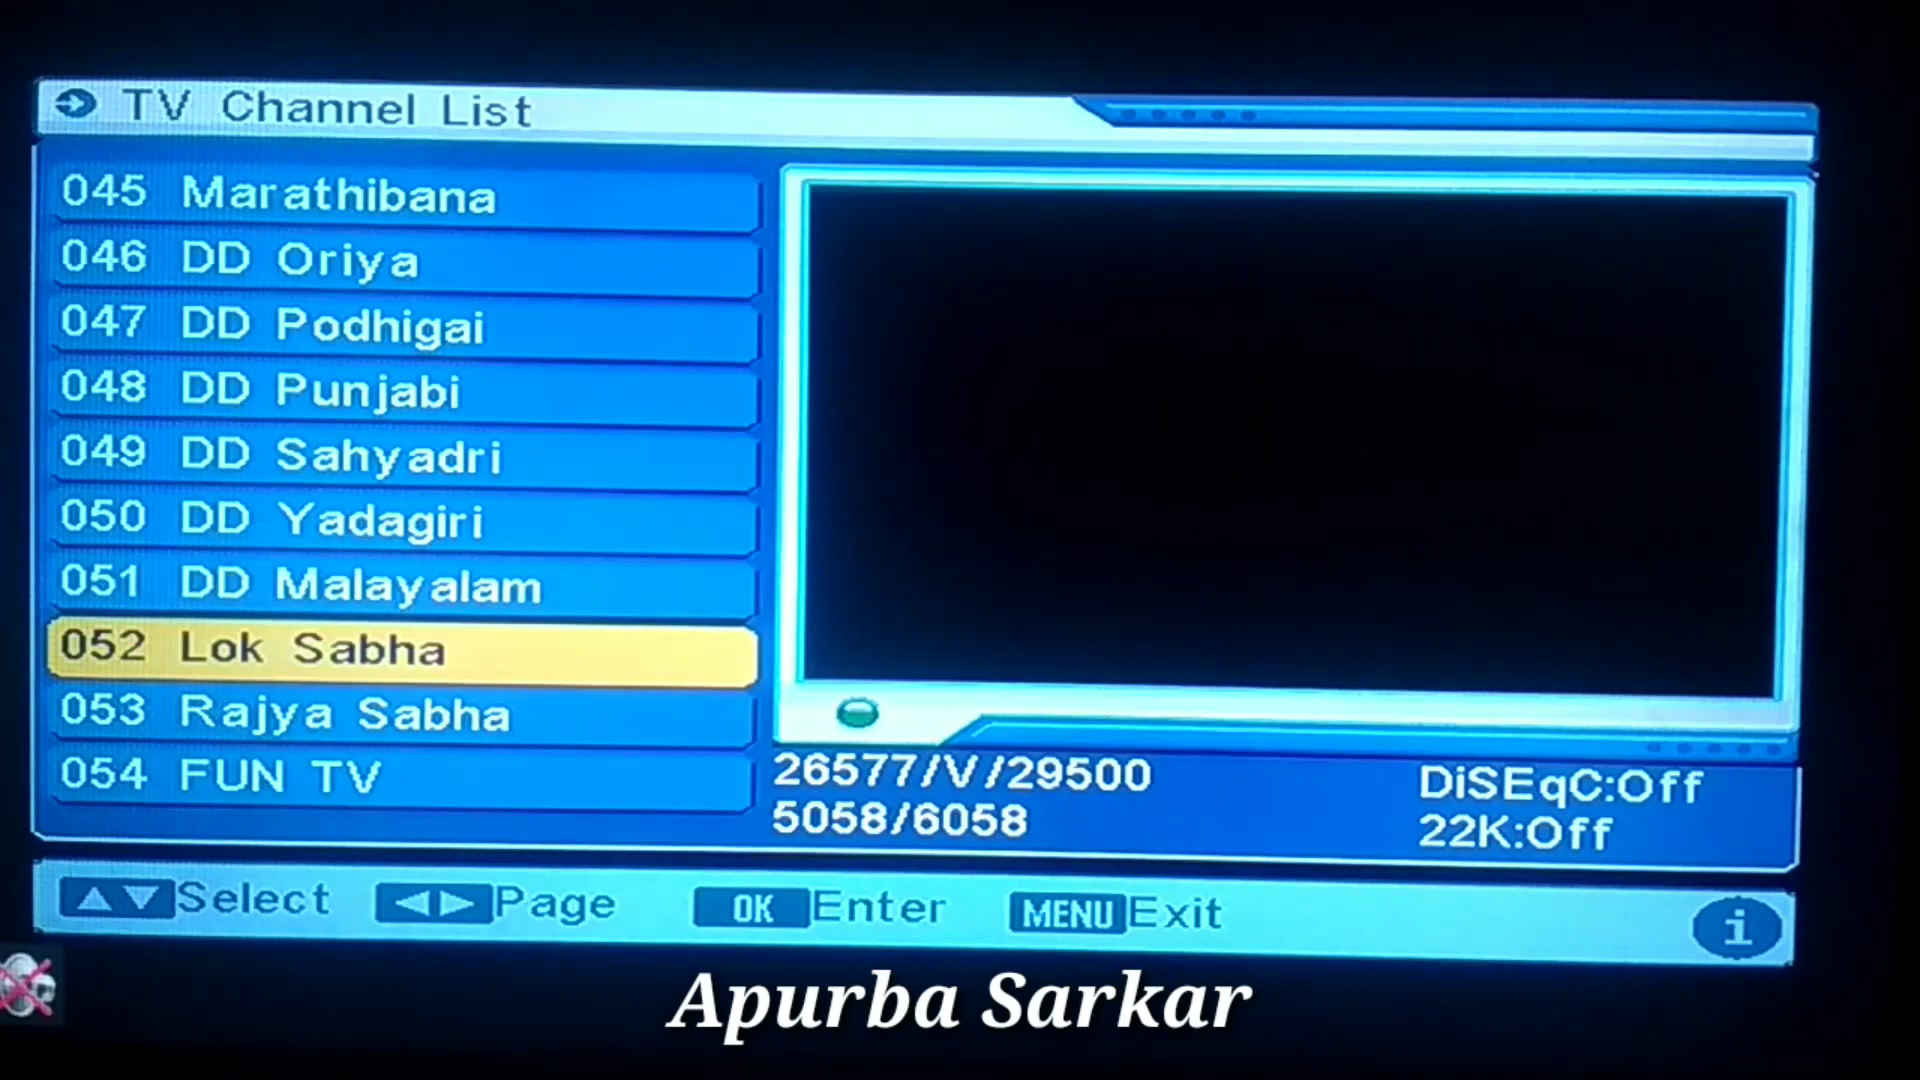 TV Channel List
045 Marathibana
046 DD Oriya
047 DD Podhigai
048 DD Punjabi
049 DD Sahyadri
050 DD Yadagiri
051 DD Malayalam
052 Lok Sabha
053 Rajya Sabha
054 FUN TV
26577/V/29500
5058/6058
DiSEqC:Off
22K:Off
Select Page OK Enter MENU Exit i
Apurba Sarkar